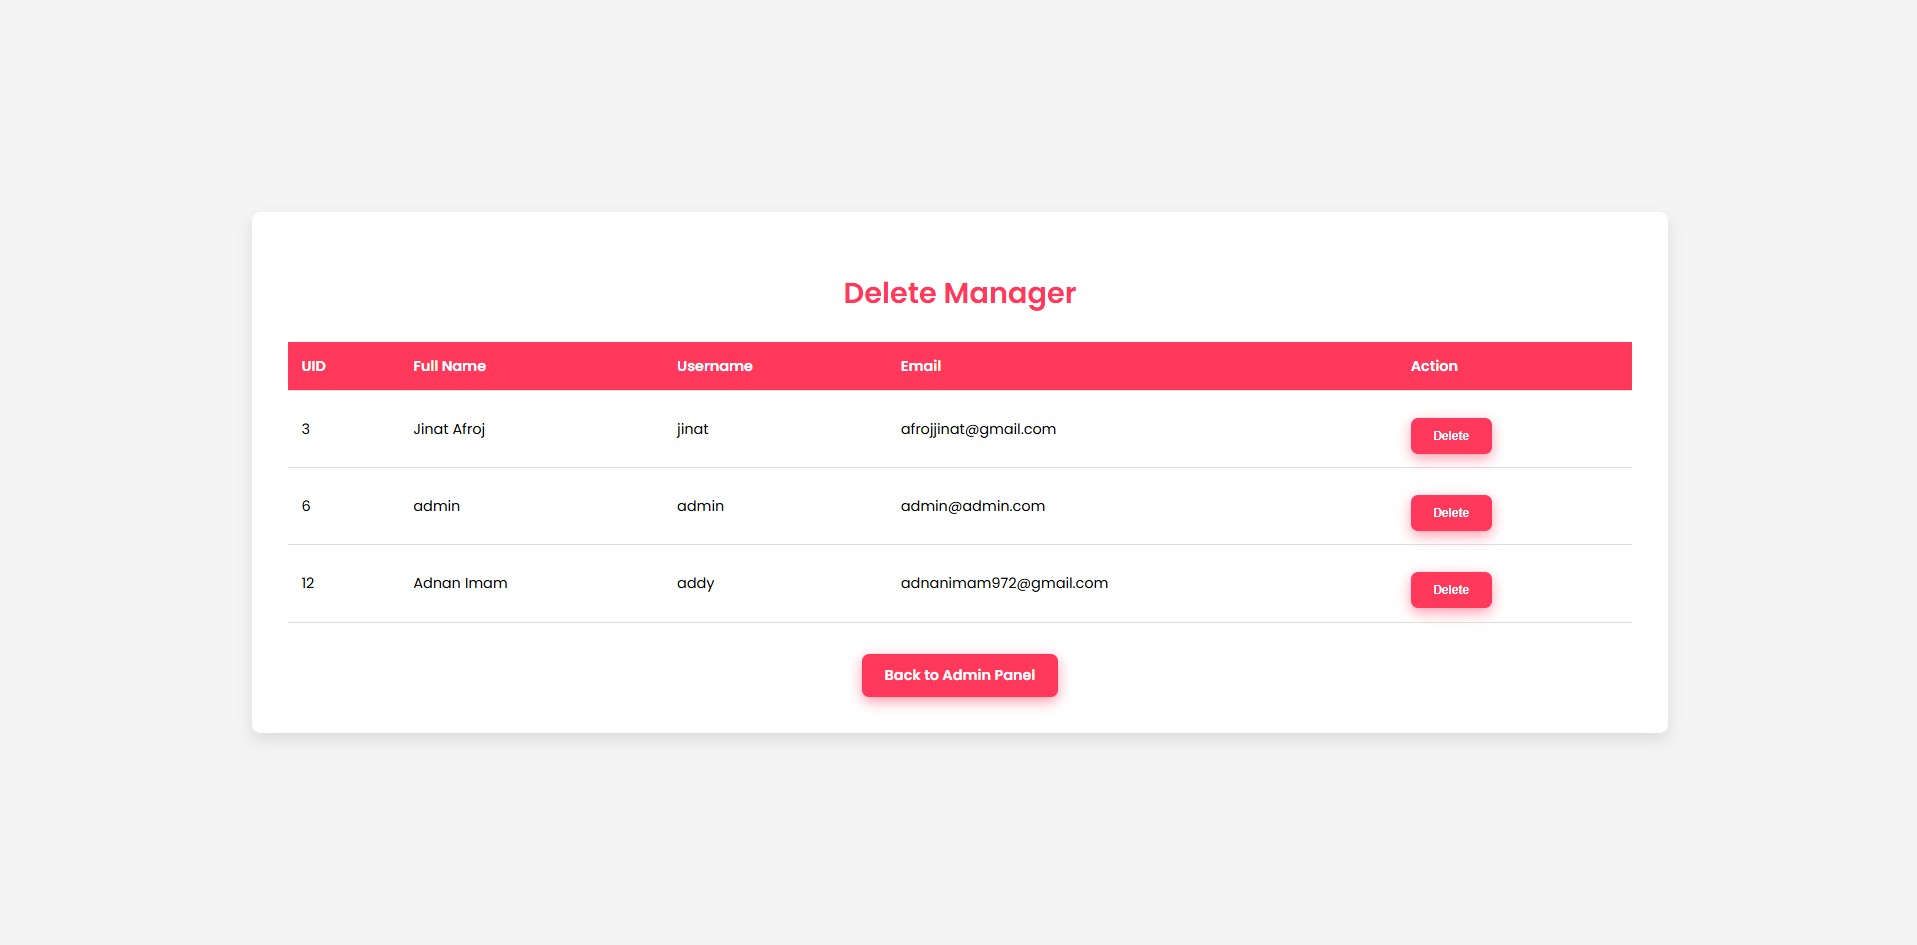 Delete Manager
UID Full Name Username Email Action
3 Jinat Afroj jinat afrojjinat@gmail.com Delete
6 admin admin admin@admin.com Delete
12 Adnan Imam addy adnanimam972@gmail.com Delete
Back to Admin Panel